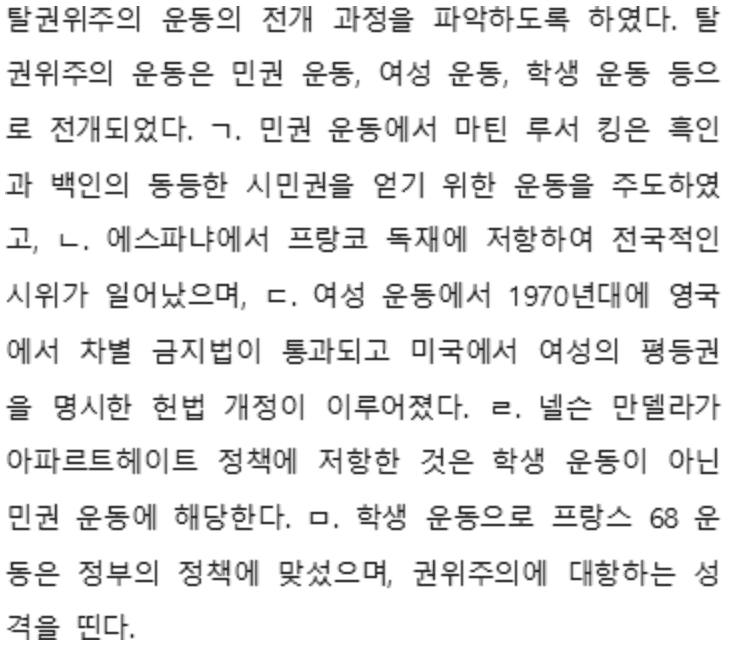 탈권위주의 운동의 전개 과정을 파악하도록 하였다. 탈
권위주의 운동은 민권 운동, 여성 운동, 학생 운동 등으
로 전개되었다. ㄱ. 민권 운동에서 마틴 루서 킹은 흑인
과 백인의 동등한 시민권을 얻기 위한 운동을 주도하였
고, ㄴ. 에스파냐에서 프랑코 독재에 저항하여 전국적인
시위가 일어났으며, ㄷ. 여성 운동에서 1970년대에 영국
에서 차별 금지법이 통과되고 미국에서 여성의 평등권
을 명시한 헌법 개정이 이루어졌다. ㄹ. 넬슨 만델라가
아파르트헤이트 정책에 저항한 것은 학생 운동이 아닌
민권 운동에 해당한다. ㅁ. 학생 운동으로 프랑스 68 운
동은 정부의 정책에 맞섰으며, 권위주의에 대항하는 성
격을 띤다.